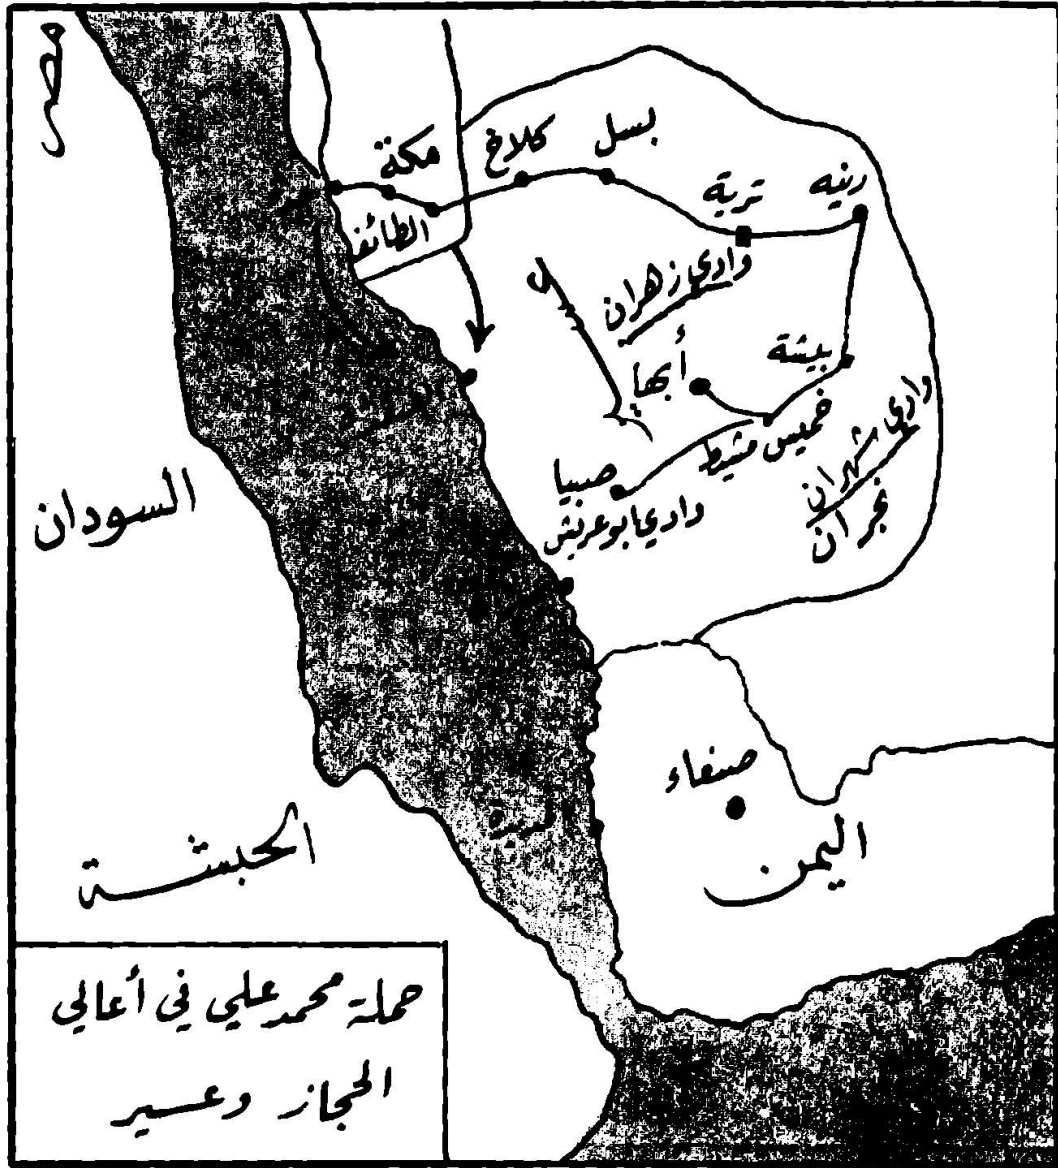 مصر
مكة
كلاخ
بسل
تربة
رنيه
الطائف
وادي زهران
بيشة
أبها
خميس مشيط
وادي شهران
نجران
صبيا
وادي ابو عريش
السودان
صنعاء
اليمن
الحبشة
حملة محمد علي في أعالي
الحجاز وعسير